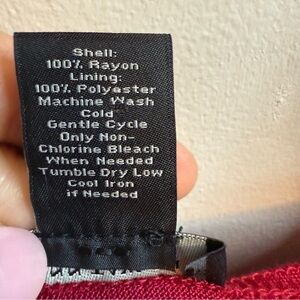 Shell:
100% Rayon
Lining:
100% Polyester
Machine Wash
Cold
Gentle Cycle
Only Non-
Chlorine Bleach
When Needed
Tumble Dry Low
Cool Iron
if Needed